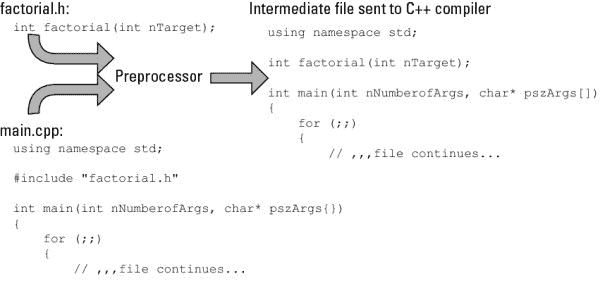 factorial.h:
int factorial(int nTarget);
Preprocessor
main.cpp:
using namespace std;
#include "factorial.h"
int main(int nNumberofArgs, char* pszArgs{})
{
for (;;)
{
// ,,,file continues...
Intermediate file sent to C++ compiler
using namespace std;
int factorial(int nTarget);
int main(int nNumberofArgs, char* pszArgs[])
{
for (;;)
{
// ,,,file continues...